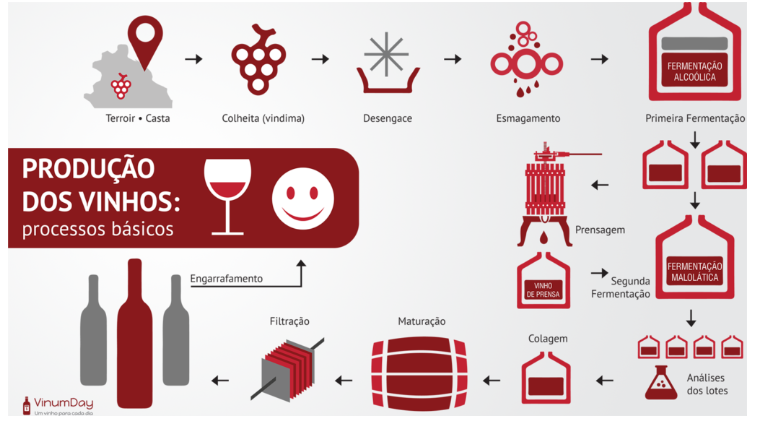 Terroir • Casta
Colheita (vindima)
Desengace
Esmagamento
FERMENTAÇÃO
ALCOÓLICA
Primeira Fermentação
PRODUÇÃO
DOS VINHOS:
processos básicos
Prensagem
VINHO
DE PRENSA
Segunda
Fermentação
FERMENTAÇÃO
MALOLÁTICA
Análises
dos lotes
Colagem
Maturação
Filtração
Engarrafamento
VinumDay
Um vinho para cada dia